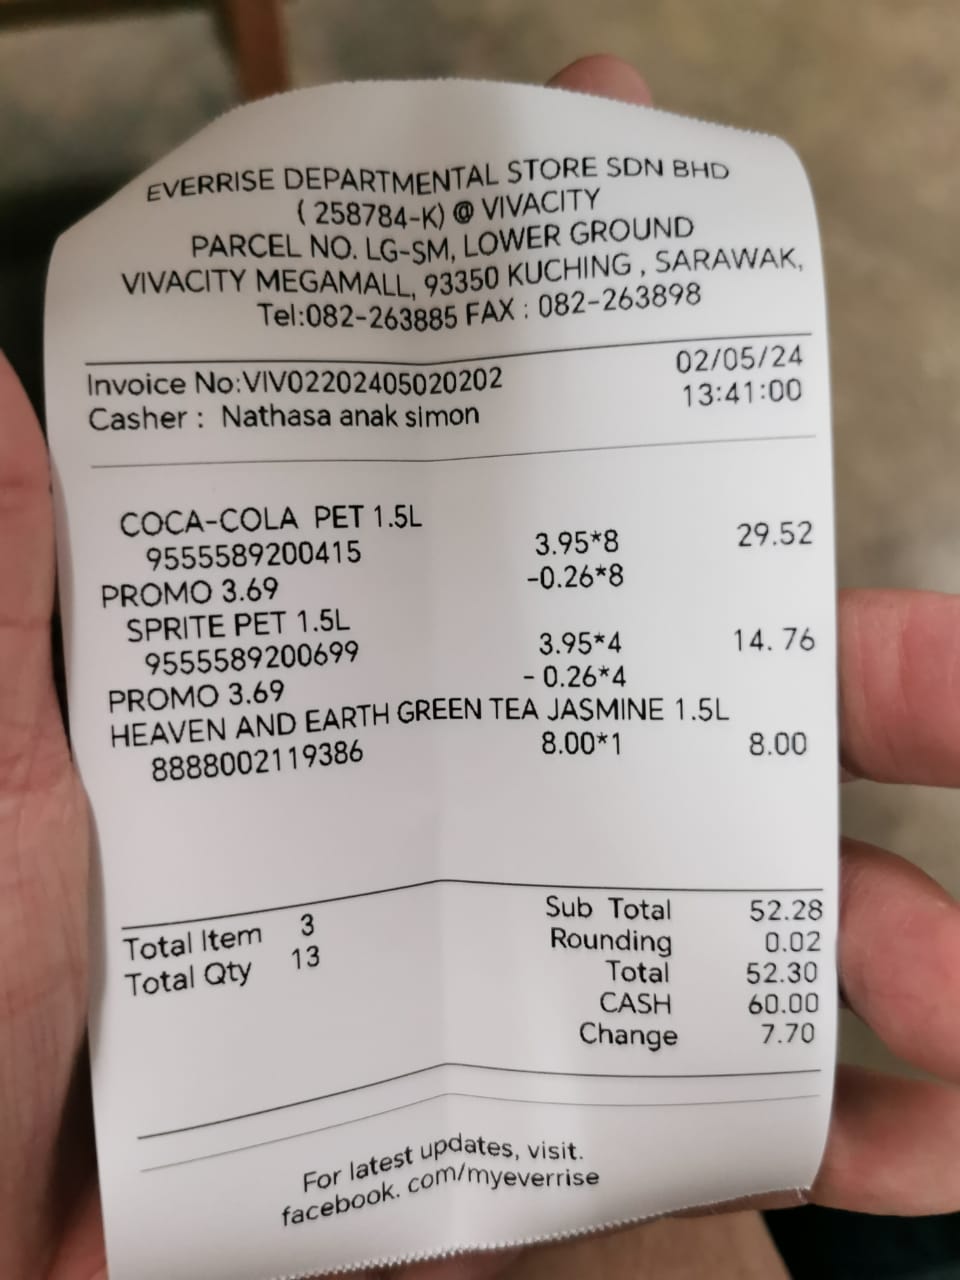 EVERRISE DEPARTMENTAL STORE SDN BHD
( 258784-K) @ VIVACITY
PARCEL NO. LG-SM, LOWER GROUND
VIVACITY MEGAMALL, 93350 KUCHING , SARAWAK,
Tel:082-263885 FAX : 082-263898
Invoice No:VIV02202405020202 02/05/24
Casher : Nathasa anak simon 13:41:00
COCA-COLA PET 1.5L
9555589200415 3.95*8 29.52
PROMO 3.69 -0.26*8
SPRITE PET 1.5L
9555589200699 3.95*4 14. 76
PROMO 3.69 - 0.26*4
HEAVEN AND EARTH GREEN TEA JASMINE 1.5L
8888002119386 8.00*1 8.00
Total Item 3 Sub Total 52.28
Total Qty 13 Rounding 0.02
Total 52.30
CASH 60.00
Change 7.70
For latest updates, visit.
facebook. com/myeverrise